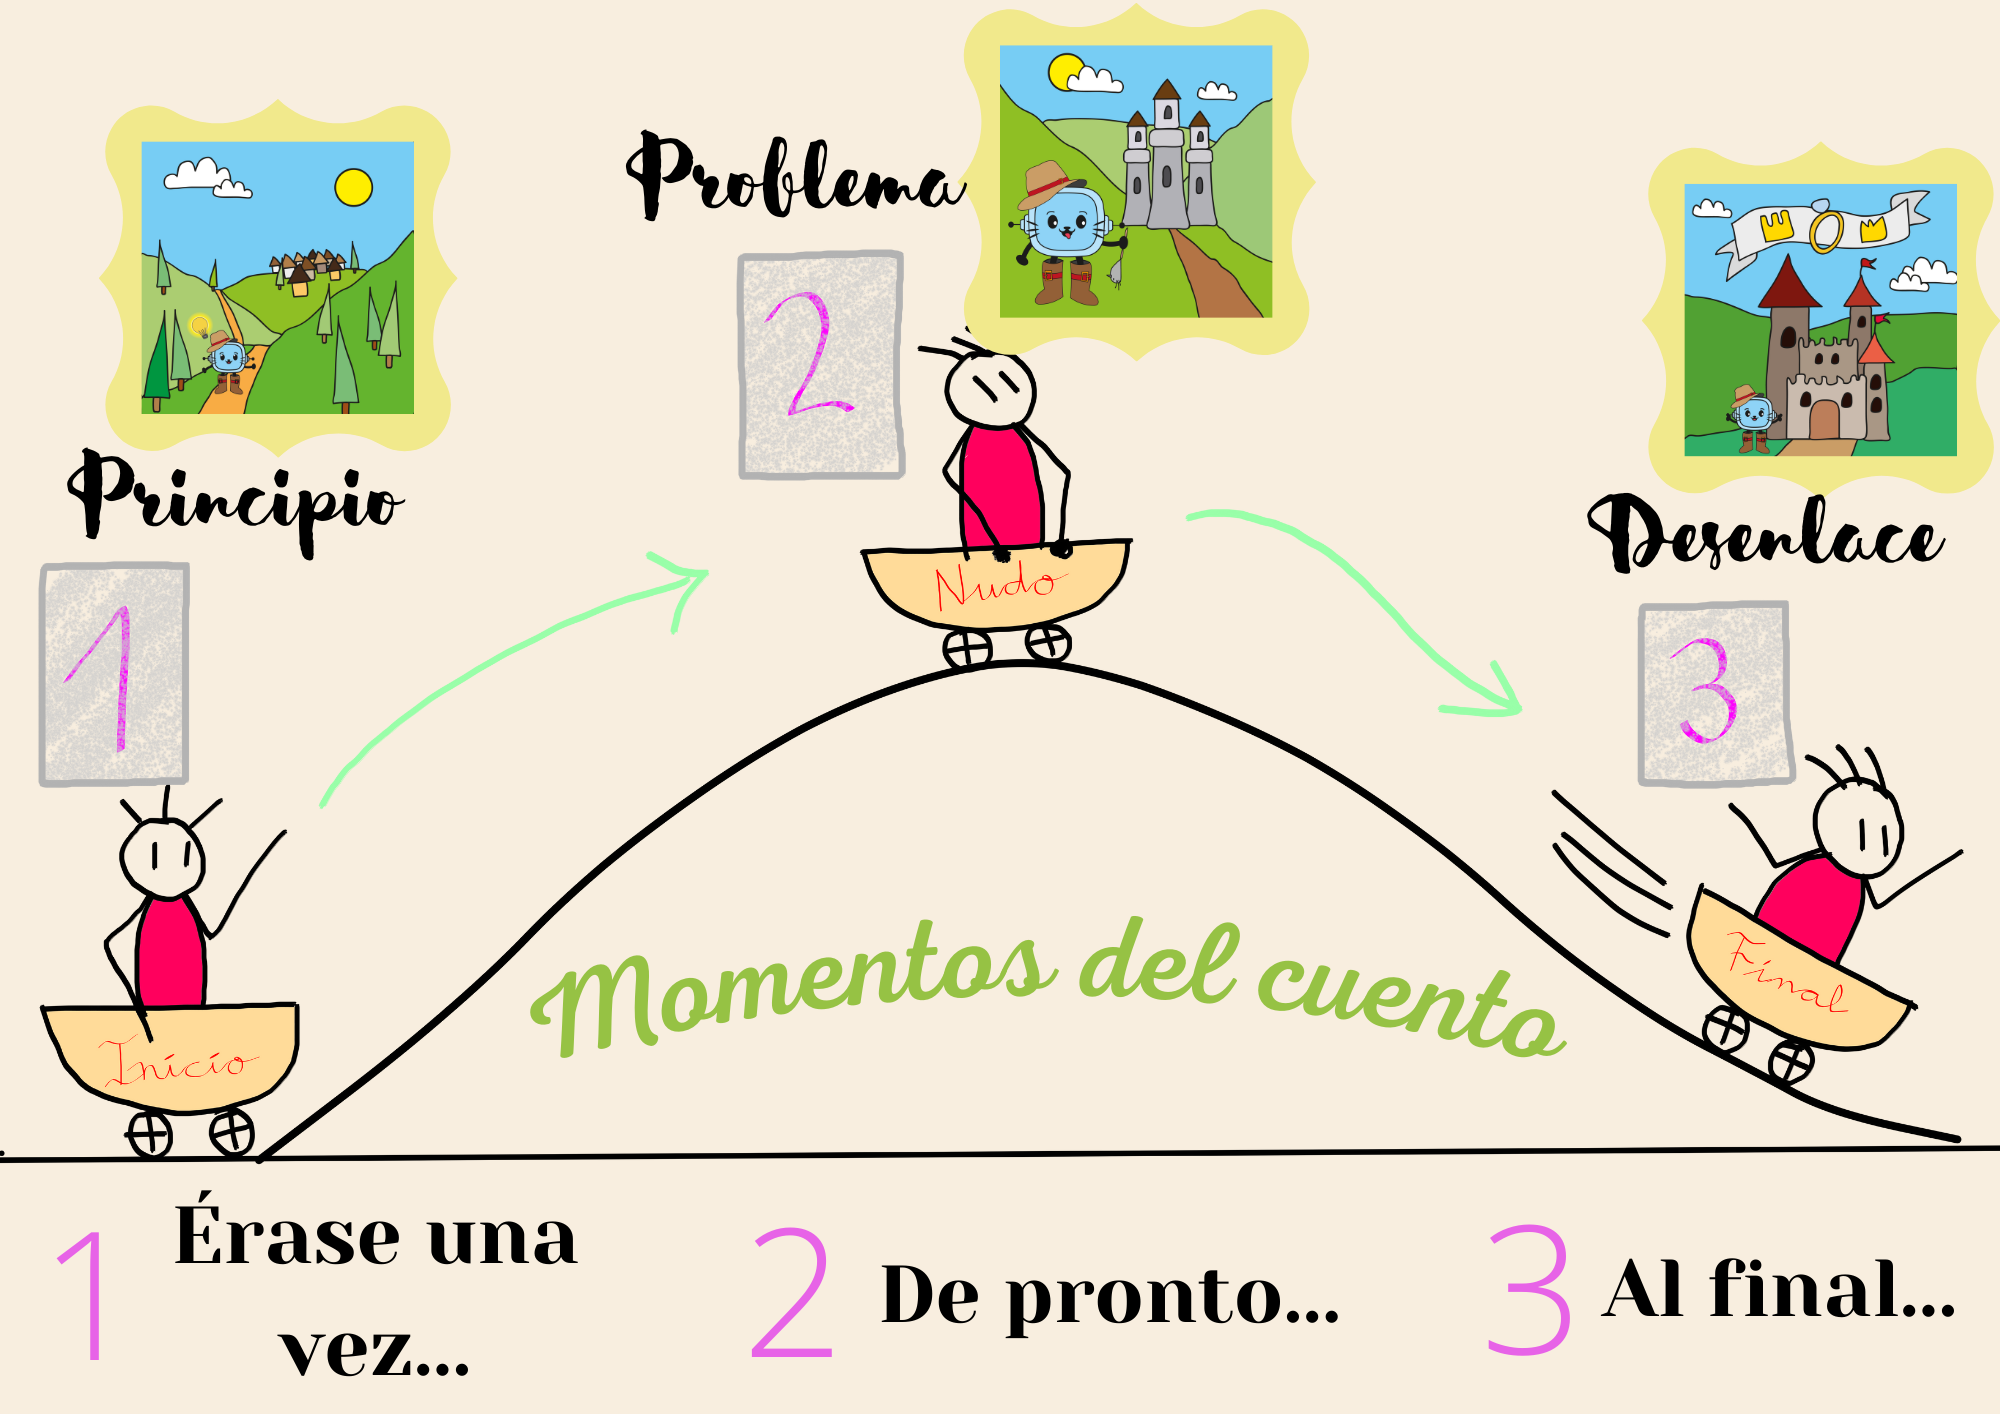 Principio
1
Inicio
Problema
2
Nudo
Desenlace
3
Final
Momentos del cuento
1
Érase una
vez...
2
De pronto...
3
Al final...